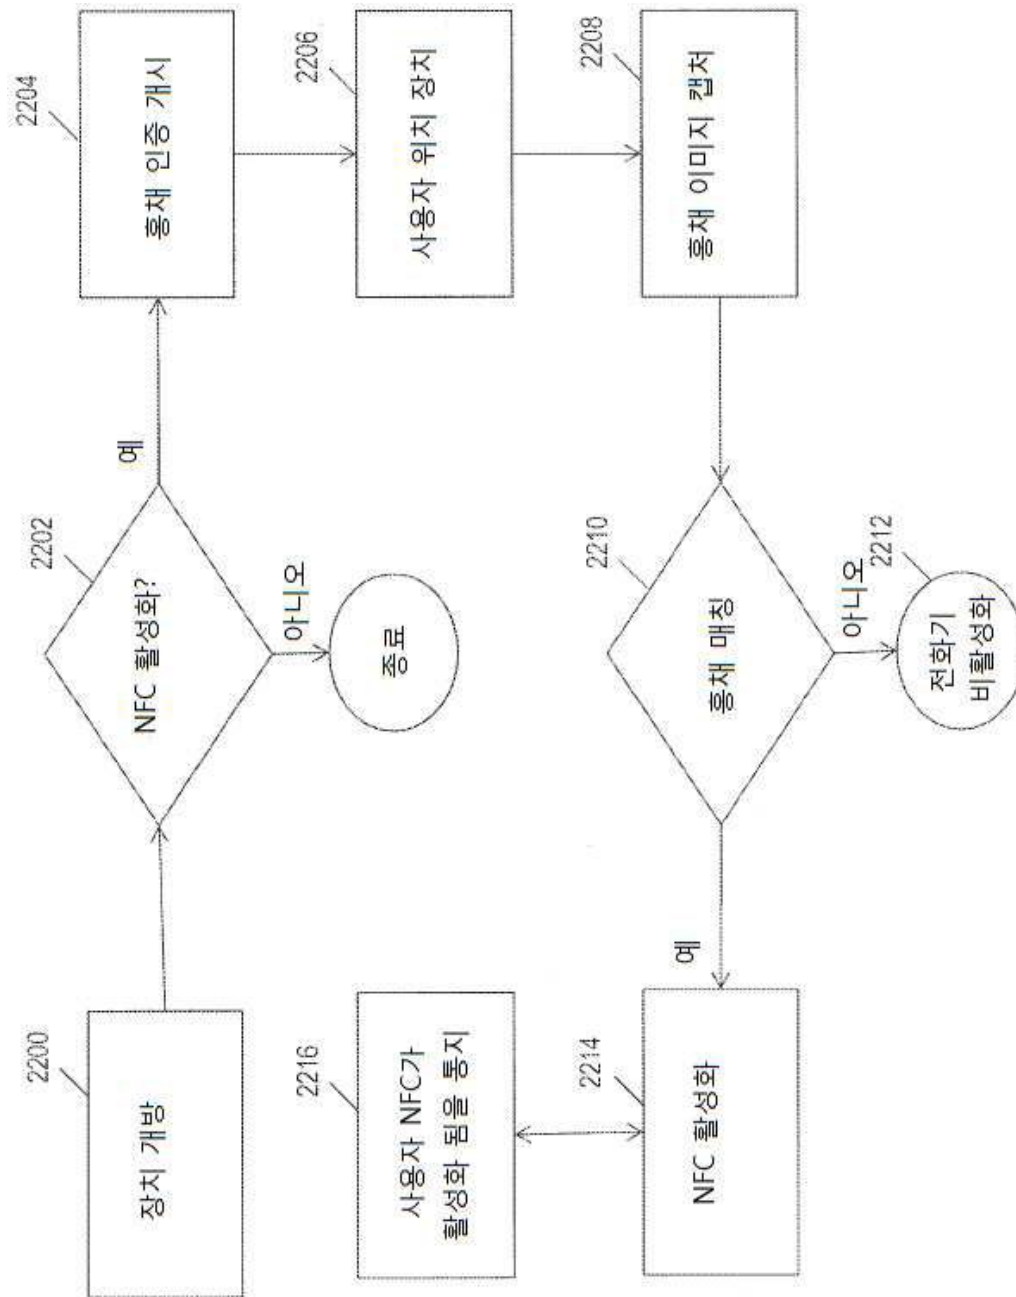 2200
장치 개방
2202
NFC 활성화?
예
아니오
종료
2204
홍채 인증 개시
2206
사용자 위치 장치
2208
홍채 이미지 캡처
2210
홍채 매칭
아니오
2212
전화기
비활성화
예
2214
NFC 활성화
2216
사용자 NFC가
활성화 됨을 통지